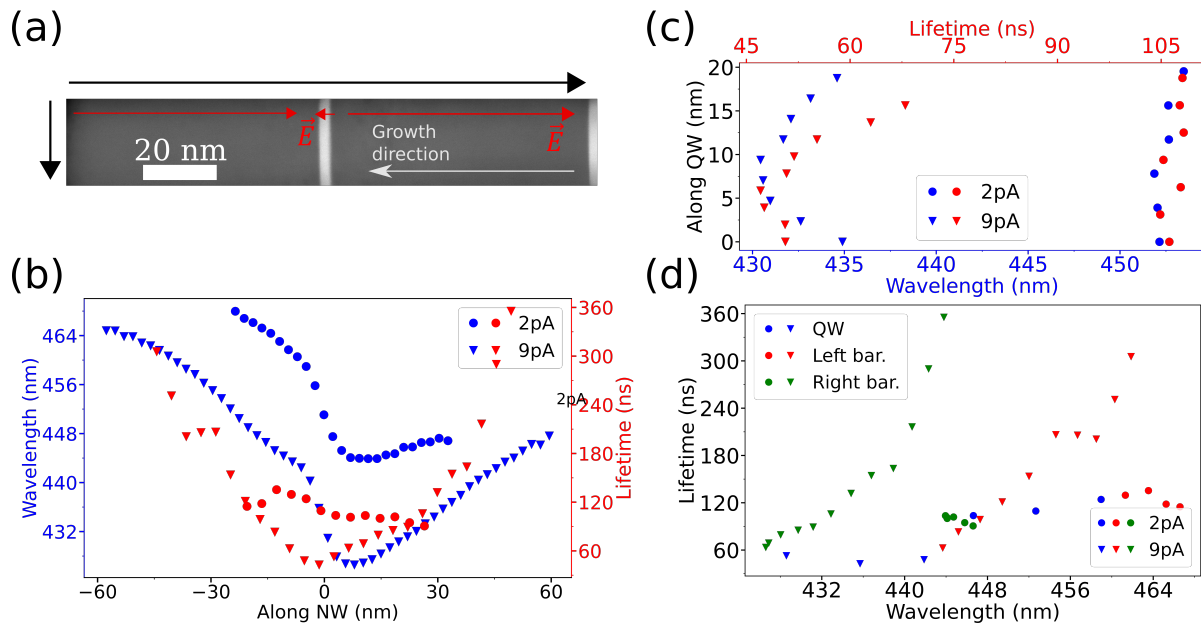 (a)
E
E
Growth
direction
20 nm
(b)
464
456
448
440
432
Wavelength (nm)
−60
−30
0
30
60
Along NW (nm)
360
300
240
180
120
60
Lifetime (ns)
2pA
9pA
2pA
(c)
Lifetime (ns)
45
60
75
90
105
20
15
10
5
0
Along QW (nm)
2pA
9pA
430
435
440
445
450
Wavelength (nm)
(d)
360
300
240
180
120
60
Lifetime (ns)
QW
Left bar.
Right bar.
2pA
9pA
432
440
448
456
464
Wavelength (nm)